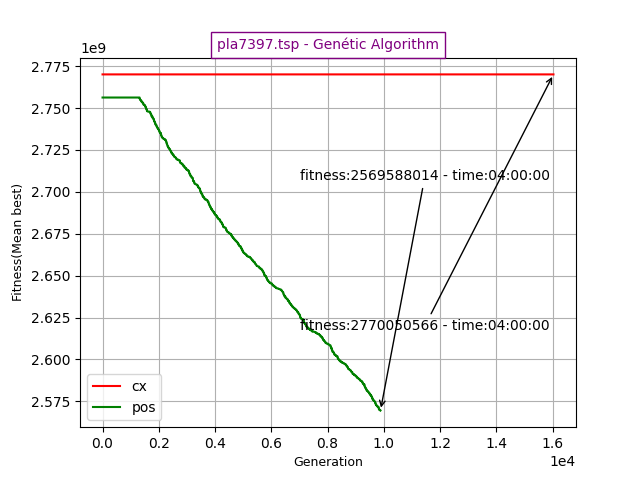 pla7397.tsp - Genétic Algorithm
1e9
2.775
2.750
2.725
2.700
2.675
2.650
2.625
2.600
2.575
Fitness(Mean best)
fitness:2569588014 - time:04:00:00
fitness:2770050566 - time:04:00:00
cx
pos
0.0 0.2 0.4 0.6 0.8 1.0 1.2 1.4 1.6
Generation
1e4